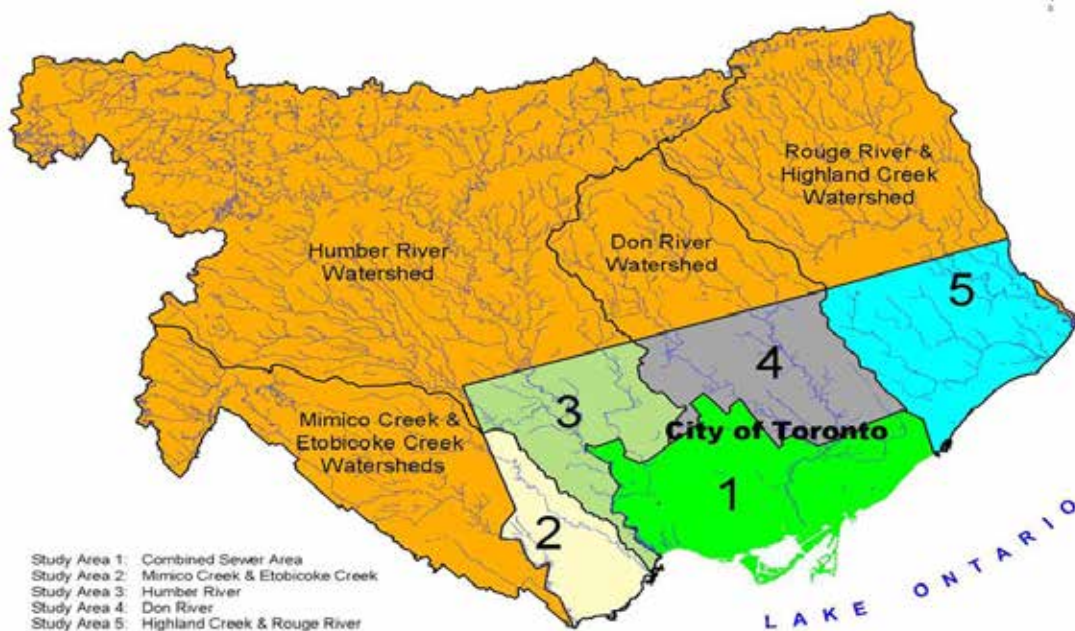 Rouge River &
Highland Creek
Watershed
Humber River
Watershed
Don River
Watershed
5
4
3
Mimico Creek &
Etobicoke Creek
Watersheds
City of Toronto
1
2
Study Area 1: Combined Sewer Area
Study Area 2: Mimico Creek & Etobicoke Creek
Study Area 3: Humber River
Study Area 4: Don River
Study Area 5: Highland Creek & Rouge River
LAKE ONTARIO